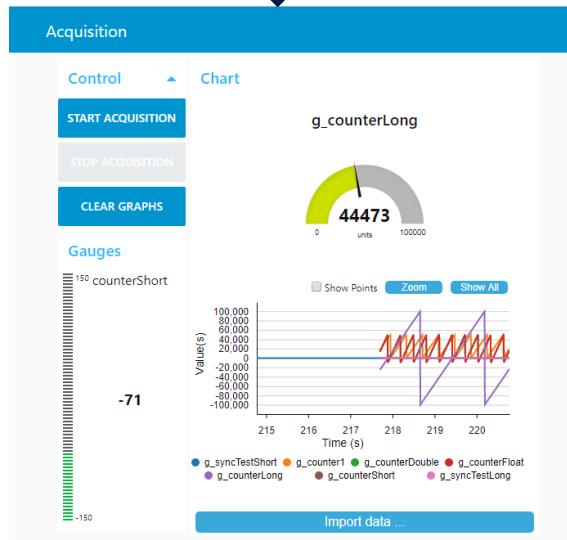 Acquisition
Control
START ACQUISITION
STOP ACQUISITION
CLEAR GRAPHS
Gauges
150 counterShort
-71
-150
Chart
g_counterLong
44473
0 units 100000
Show Points Zoom Show All
Value(s)
100,000
80,000
60,000
40,000
20,000
0
-20,000
-40,000
-60,000
-80,000
-100,000
215 216 217 218 219 220
Time (s)
g_syncTestShort g_counter1 g_counterDouble g_counterFloat
g_counterLong g_counterShort g_syncTestLong
Import data ...